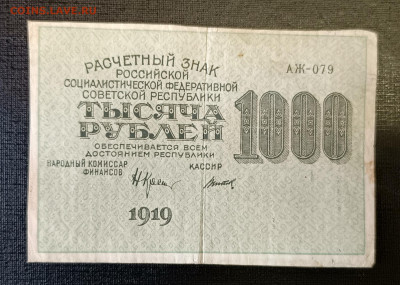 COINSS.LAVE.RU
РАСЧЕТНЫЙ ЗНАК
РОССИЙСКОЙ
СОЦИАЛИСТИЧЕСКОЙ ФЕДЕРАТИВНОЙ
СОВЕТСКОЙ РЕСПУБЛИКИ
ТЫСЯЧА
РУБЛЕЙ
ОБЕСПЕЧИВАЕТСЯ ВСЕМ
ДОСТОЯНИЕМ РЕСПУБЛИКИ
НАРОДНЫЙ КОМИССАР
ФИНАНСОВ
КАССИР
1919
АЖ-079
1000